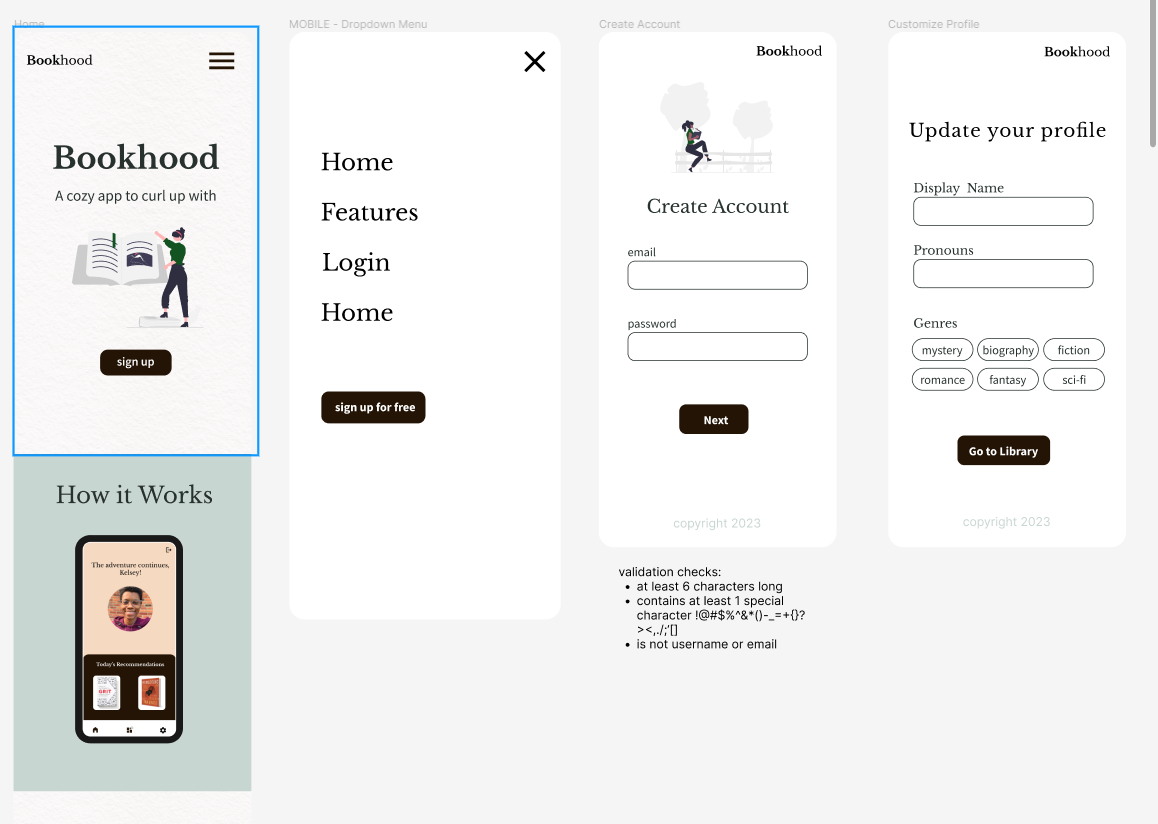 Home
Bookhood
Bookhood
A cozy app to curl up with
sign up
How it Works
The adventure continues,
Kelsey!
Today's Recommendations
GRIT
MOBILE - Dropdown Menu
Home
Features
Login
Home
sign up for free
Create Account
Bookhood
Create Account
email
password
Next
copyright 2023
validation checks:
• at least 6 characters long
• contains at least 1 special
character !@#$%^&*()-_=+{}?
><,./;'[]
• is not username or email
Customize Profile
Bookhood
Update your profile
Display Name
Pronouns
Genres
mystery biography fiction
romance fantasy sci-fi
Go to Library
copyright 2023